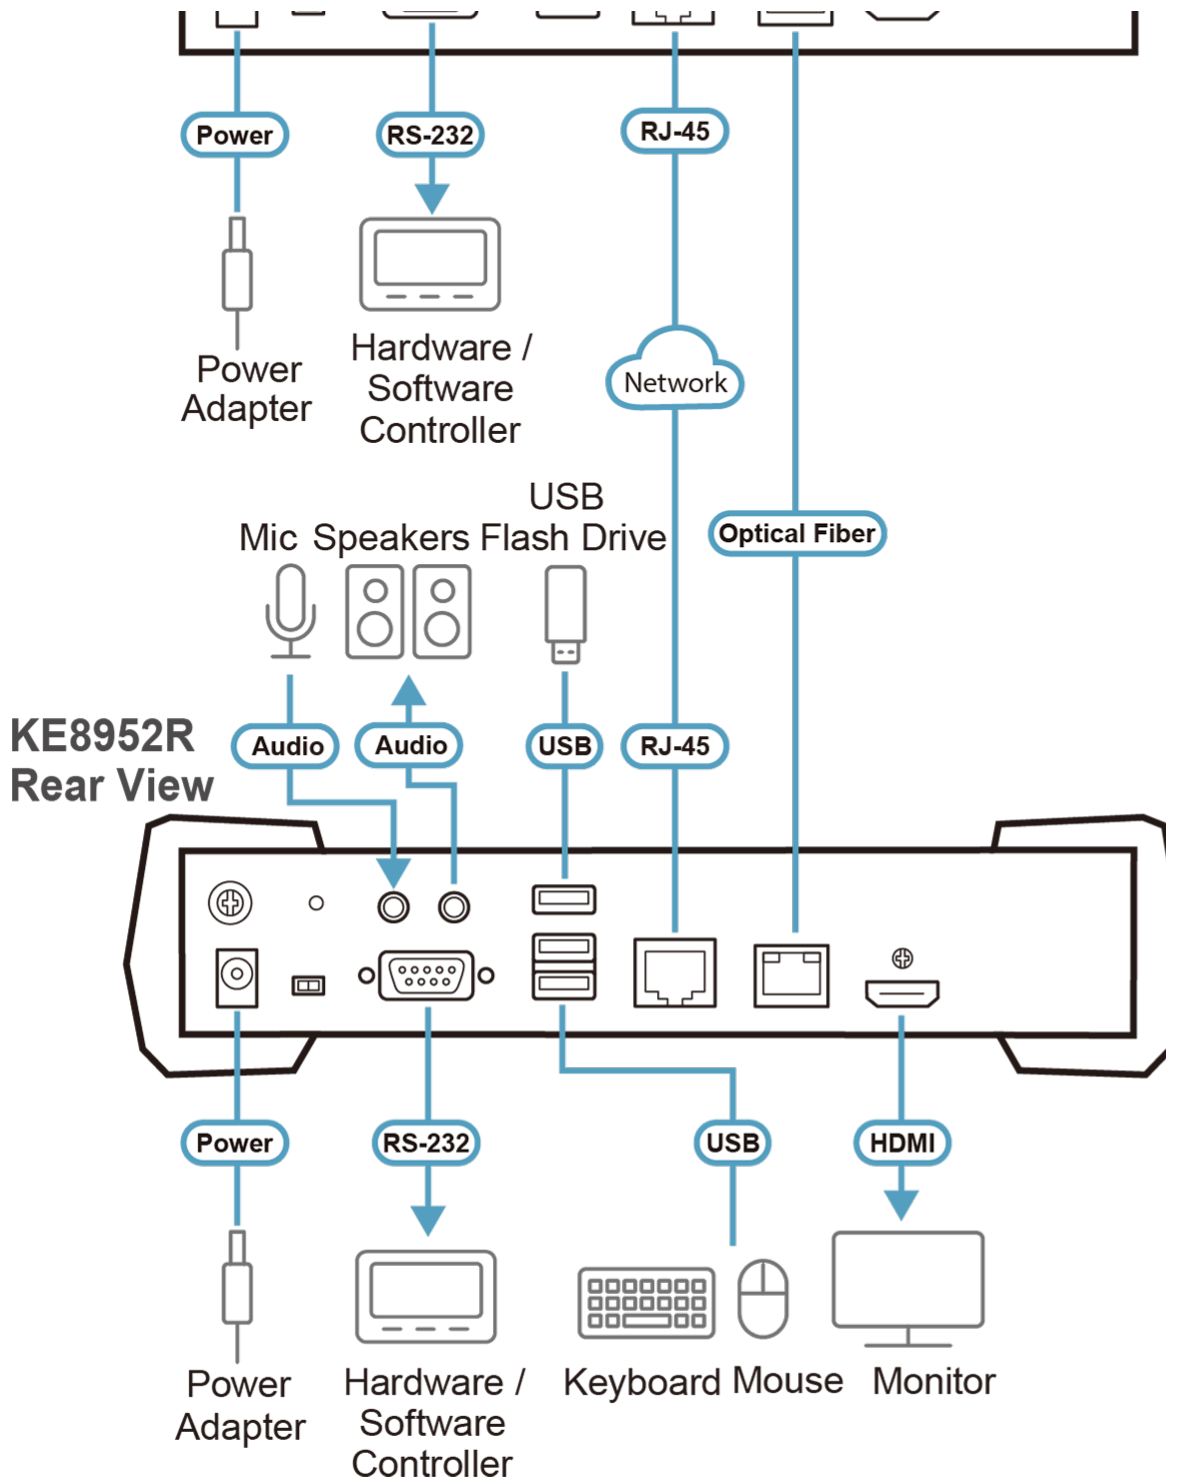 Power
RS-232
RJ-45
Power
Adapter
Hardware /
Software
Controller
Network
Optical Fiber
USB
Mic Speakers Flash Drive
KE8952R
Rear View
Audio
Audio
USB
RJ-45
Power
RS-232
USB
HDMI
Power
Adapter
Hardware /
Software
Controller
Keyboard
Mouse
Monitor